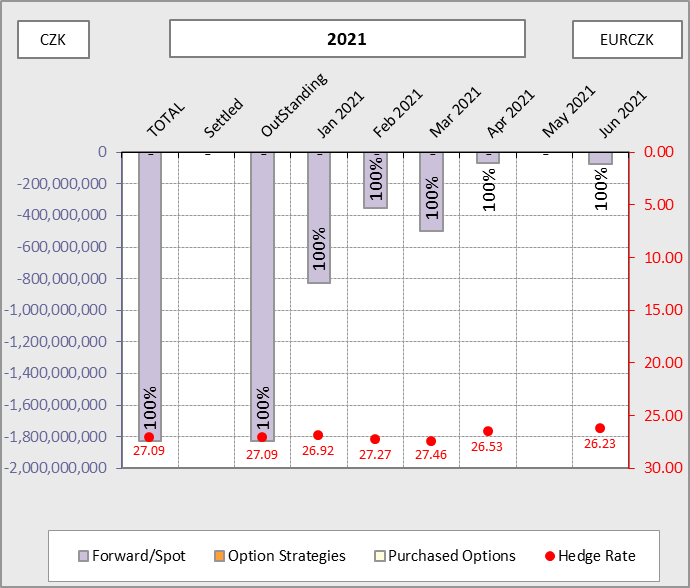 CZK
2021
EURCZK
TOTAL
Settled
OutStanding
Jan 2021
Feb 2021
Mar 2021
Apr 2021
May 2021
Jun 2021
0
-200,000,000
-400,000,000
-600,000,000
-800,000,000
-1,000,000,000
-1,200,000,000
-1,400,000,000
-1,600,000,000
-1,800,000,000
-2,000,000,000
0.00
5.00
10.00
15.00
20.00
25.00
30.00
100%
100%
100%
100%
100%
100%
100%
27.09
27.09
26.92
27.27
27.46
26.53
26.23
Forward/Spot
Option Strategies
Purchased Options
Hedge Rate